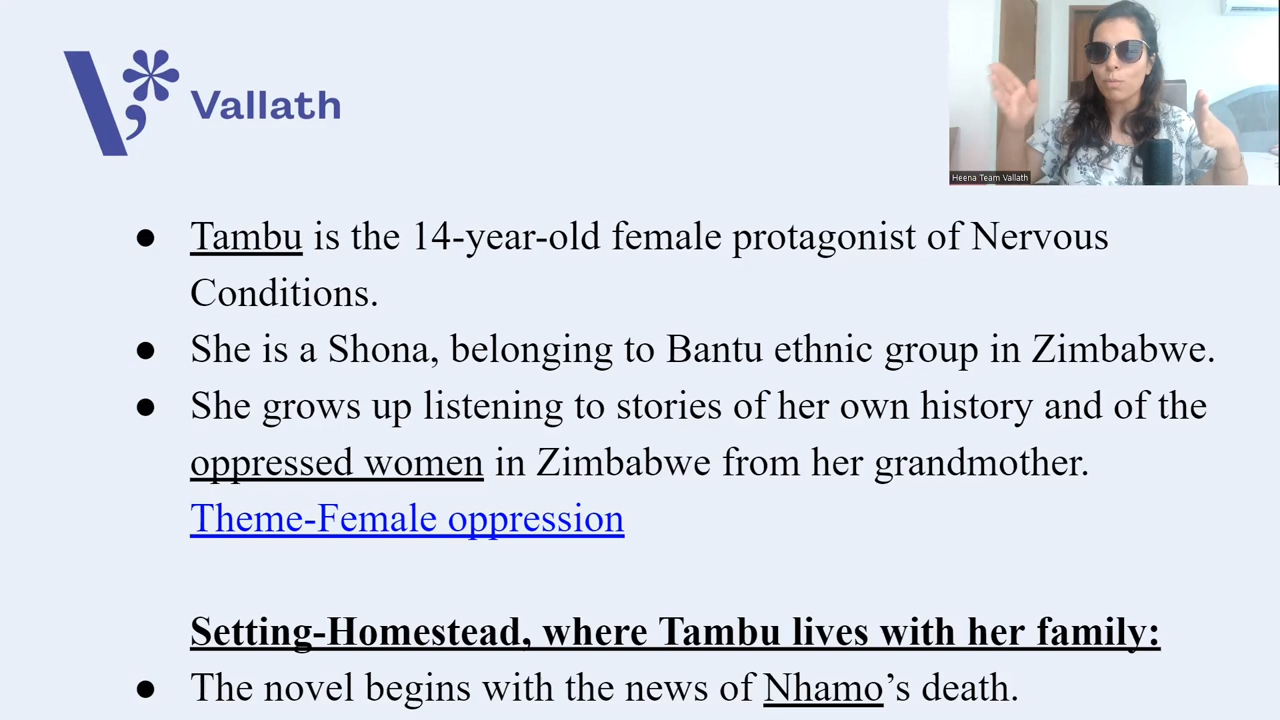 Vallath
Heena Team Vallath
● Tambu is the 14-year-old female protagonist of Nervous
Conditions.
● She is a Shona, belonging to Bantu ethnic group in Zimbabwe.
● She grows up listening to stories of her own history and of the
oppressed women in Zimbabwe from her grandmother.
Theme-Female oppression
Setting-Homestead, where Tambu lives with her family:
● The novel begins with the news of Nhamo’s death.